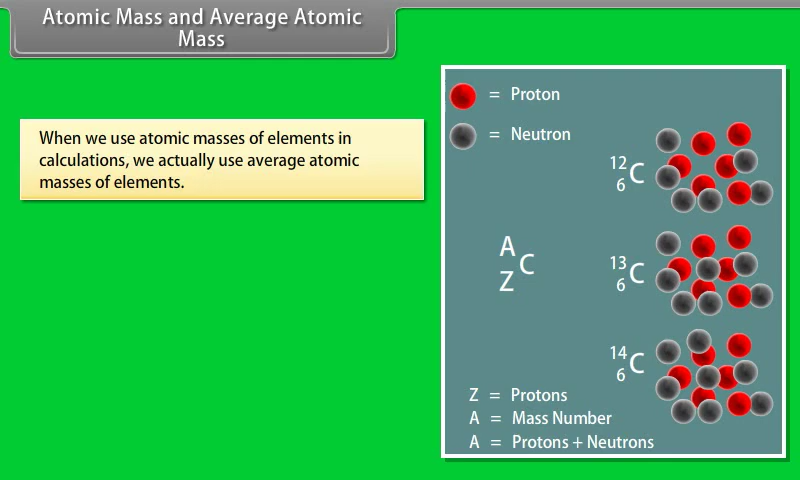 Atomic Mass and Average Atomic
Mass
When we use atomic masses of elements in
calculations, we actually use average atomic
masses of elements.
= Proton
= Neutron
12
6 C
A
Z C
13
6 C
14
6 C
Z = Protons
A = Mass Number
A = Protons + Neutrons